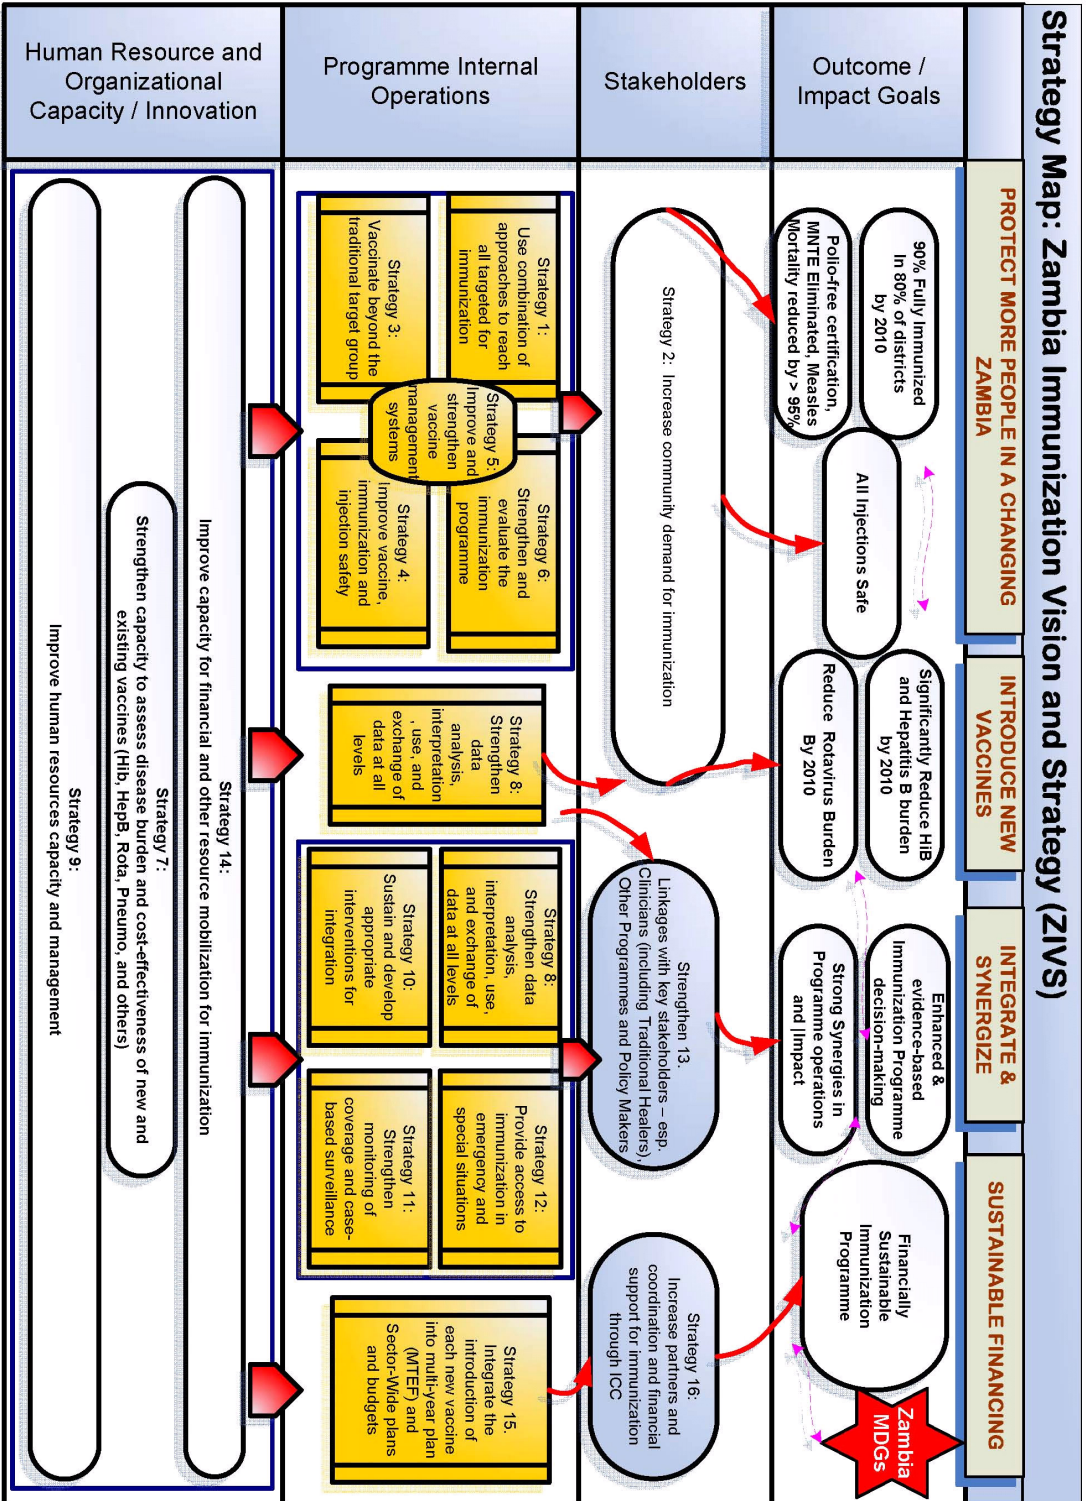 Strategy Map: Zambia Immunization Vision and Strategy (ZIVS)
PROTECT MORE PEOPLE IN A CHANGING
ZAMBIA
INTRODUCE NEW
VACCINES
INTEGRATE &
SYNERGIZE
SUSTAINABLE FINANCING
Outcome /
Impact Goals
90% Fully Immunized
In 80% of districts
by 2010
Polio-free certification,
MNTE Eliminated, Measles
Mortality reduced by > 95%
All Injections Safe
Significantly Reduce HiB
and Hepatitis B burden
by 2010
Reduce Rotavirus Burden
By 2010
Enhanced &
evidence-based
Immunization Programme
decision-making
Strong Synergies in
Programme operations
and |Impact
Financially
Sustainable
Immunization
Programme
Zambia
MDGs
Stakeholders
Strategy 2: Increase community demand for immunization
Strengthen 13.
Linkages with key stakeholders – esp.
Clinicians (including Traditional Healers),
Other Programmes and Policy Makers
Strategy 16:
Increase partners and
coordination and financial
support for immunization
through ICC
Programme Internal
Operations
Strategy 1:
Use combination of
approaches to reach
all targeted for
immunization
Strategy 3:
Vaccinate beyond the
traditional target group
Strategy 5:
Improve and
strengthen
vaccine
management
systems
Strategy 6:
Strengthen and
evaluate the
immunization
programme
Strategy 4:
Improve vaccine,
immunization and
injection safety
Strategy 8:
Strengthen
data
analysis,
interpretation
, use, and
exchange of
data at all
levels
Strategy 8:
Strengthen data
analysis,
interpretation, use,
and exchange of
data at all levels
Strategy 10:
Sustain and develop
appropriate
interventions for
integration
Strategy 12:
Provide access to
immunization in
emergency and
special situations
Strategy 11:
Strengthen
monitoring of
coverage and case-
based surveillance
Strategy 15.
Integrate the
introduction of
each new vaccine
into multi-year plan
(MTEF) and
Sector-Wide plans
and budgets
Human Resource and
Organizational
Capacity / Innovation
Strategy 14:
Improve capacity for financial and other resource mobilization for immunization
Strategy 7:
Strengthen capacity to assess disease burden and cost-effectiveness of new and
existing vaccines (Hib, HepB, Rota, Pneumo, and others)
Strategy 9:
Improve human resources capacity and management